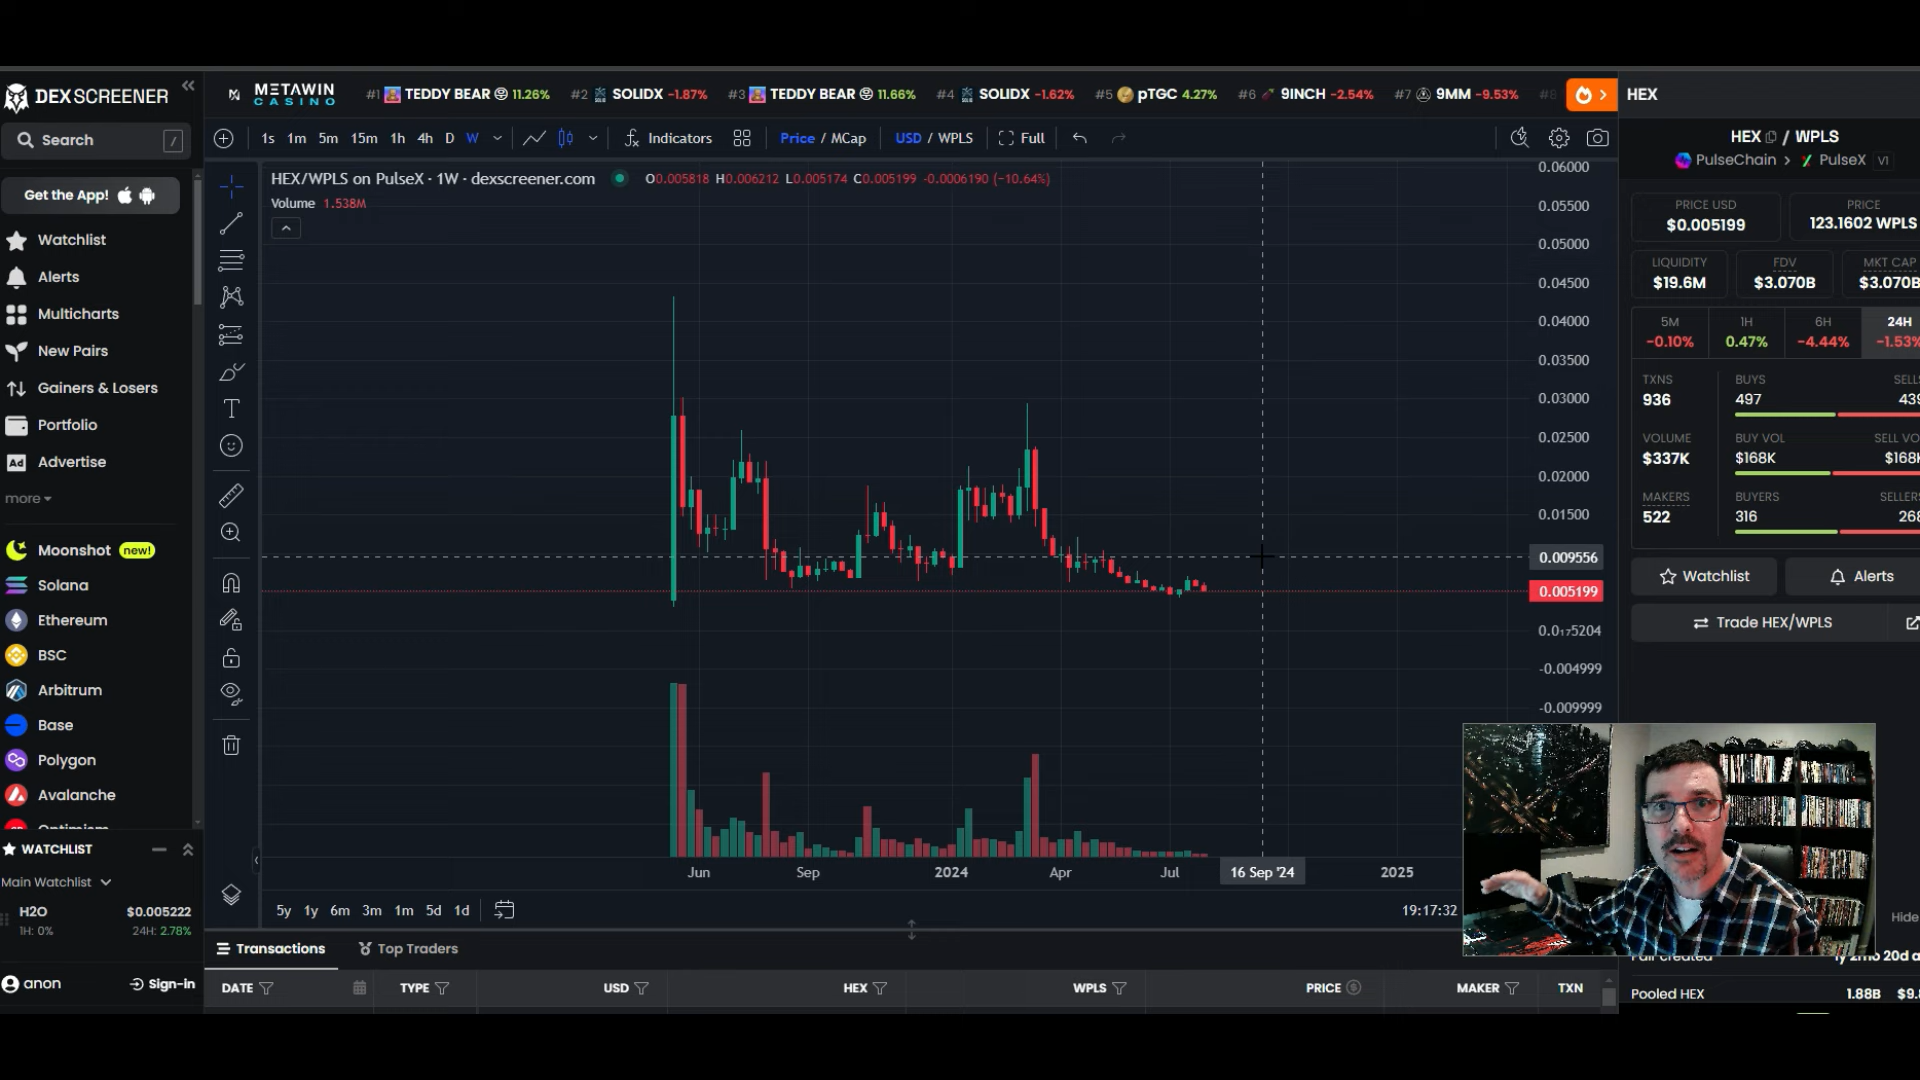 DEX SCREENER
Search
/
Get the App!
Watchlist
Alerts
Multicharts
New Pairs
Gainers & Losers
Portfolio
Ad Advertise
more
Moonshot new!
Solana
Ethereum
BSC
Arbitrum
Base
Polygon
Avalanche
Optimism
WATCHLIST
Main Watchlist
H2O $0.005222
1H: 0% 24H: 2.78%
anon Sign-in
METAWIN CASINO
#1 TEDDY BEAR 11.26% #2 SOLIDX -1.87% #3 TEDDY BEAR 11.66% #4 SOLIDX -1.62% #5 pTGC 4.27% #6 9INCH -2.54% #7 9MM -9.53% #8
1s 1m 5m 15m 1h 4h D W Indicators Price / MCap USD / WPLS Full
HEX/WPLS on PulseX · 1W · dexscreener.com O0.005818 H0.006212 L0.005174 C0.005199 -0.0006190 (-10.64%)
Volume 1.538M
0.06000
0.05500
0.05000
0.04500
0.04000
0.03500
0.03000
0.02500
0.02000
0.01500
0.009556
0.005199
0.0₁₇5204
-0.004999
-0.009999
Jun Sep 2024 Apr Jul 16 Sep '24 2025
5y 1y 6m 3m 1m 5d 1d 19:17:32
Transactions Top Traders
DATE TYPE USD HEX WPLS PRICE MAKER TXN
HEX
HEX / WPLS
PulseChain > PulseX V1
PRICE USD PRICE
$0.005199 123.1602 WPLS
LIQUIDITY FDV MKT CAP
$19.6M $3.070B $3.070B
5M 1H 6H 24H
-0.10% 0.47% -4.44% -1.53%
TXNS BUYS SELLS
936 497 439
VOLUME BUY VOL SELL VO
$337K $168K $168K
MAKERS BUYERS SELLERS
522 316 268
Watchlist Alerts
Trade HEX/WPLS
Hide
Pair created 1y 2mo 20d a
Pooled HEX 1.88B $9.